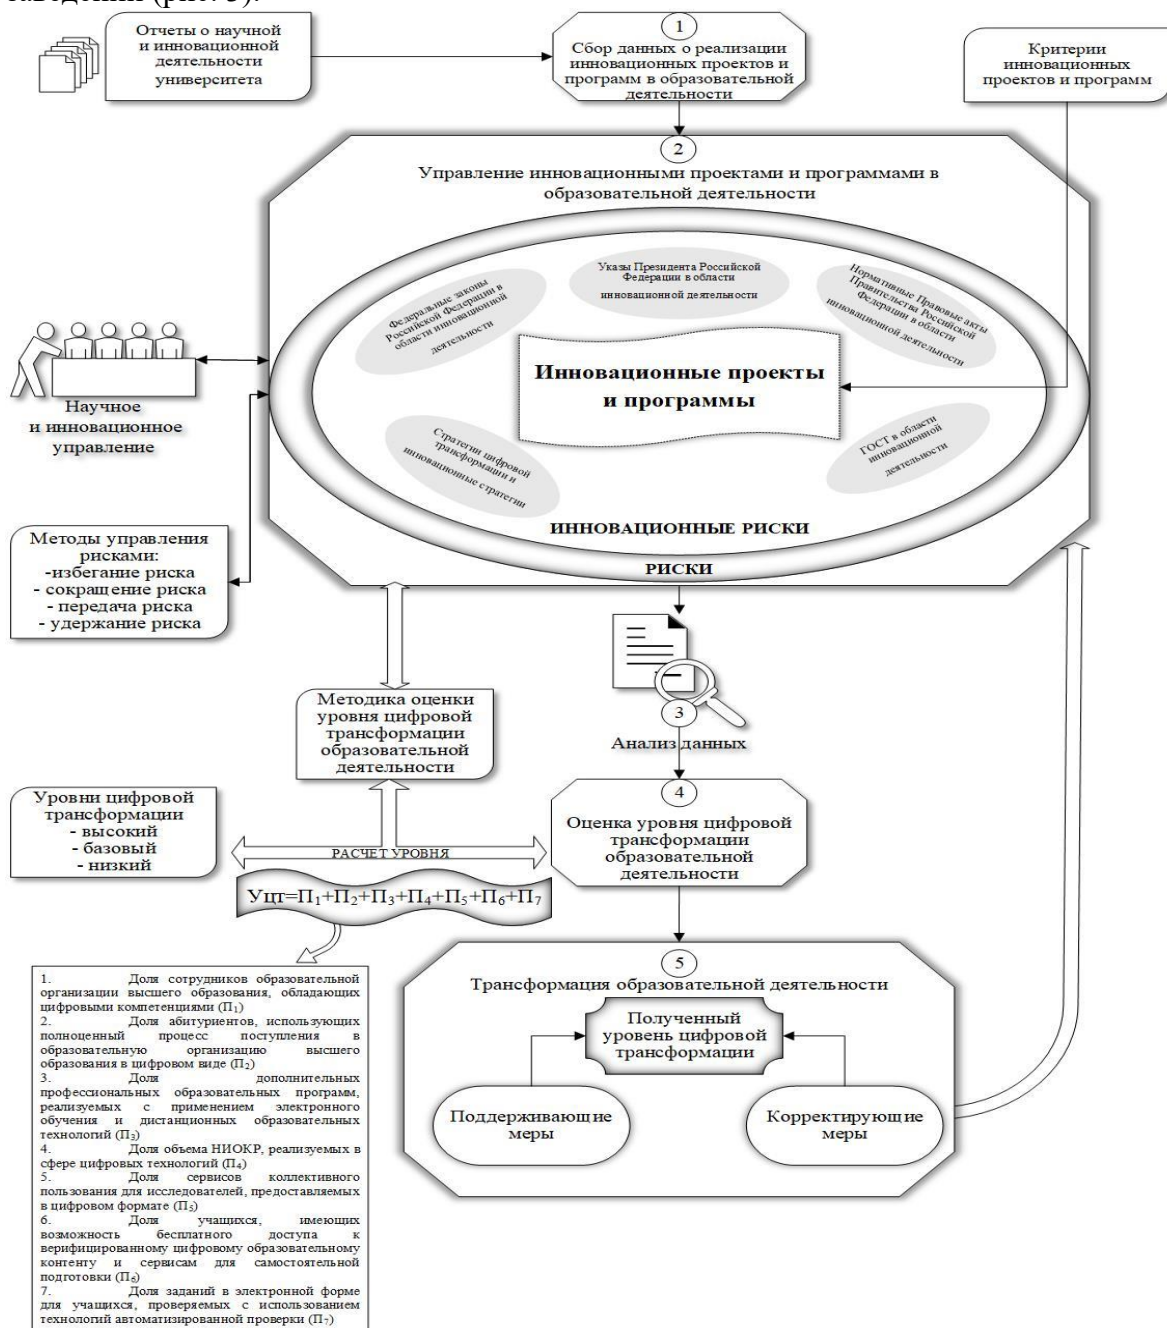 заведении (рис. 3).
Отчеты о научной
и инновационной
деятельности
университета
1
Сбор данных о реализации
инновационных проектов и
программ в образовательной
деятельности
Критерии
инновационных
проектов и программ
2
Управление инновационными проектами и программами в
образовательной деятельности
Указы Президента Российской
Федерации в области
инновационной деятельности
Федеральные законы
Российской Федерации в
области инновационной
деятельности
Нормативные Правовые акты
Правительства Российской
Федерации в области
инновационной деятельности
Инновационные проекты
и программы
Стратегии цифровой
трансформации и
инновационные стратегии
ГОСТ в области
инновационной
деятельности
ИННОВАЦИОННЫЕ РИСКИ
РИСКИ
Научное
и инновационное
управление
Методы управления
рисками:
-избегание риска
- сокращение риска
- передача риска
- удержание риска
3
Анализ данных
Методика оценки
уровня цифровой
трансформации
образовательной
деятельности
Уровни цифровой
трансформации
- высокий
- базовый
- низкий
РАСЧЕТ УРОВНЯ
Уцт=П₁+П₂+П₃+П₄+П₅+П₆+П₇
4
Оценка уровня цифровой
трансформации
образовательной
деятельности
5
Трансформация образовательной деятельности
Полученный
уровень цифровой
трансформации
Поддерживающие
меры
Корректирующие
меры
1. Доля сотрудников образовательной
организации высшего образования, обладающих
цифровыми компетенциями (П₁)
2. Доля абитуриентов, использующих
полноценный процесс поступления в
образовательную организацию высшего
образования в цифровом виде (П₂)
3. Доля дополнительных
профессиональных образовательных программ,
реализуемых с применением электронного
обучения и дистанционных образовательных
технологий (П₃)
4. Доля объема НИОКР, реализуемых в
сфере цифровых технологий (П₄)
5. Доля сервисов коллективного
пользования для исследователей, предоставляемых
в цифровом формате (П₅)
6. Доля учащихся, имеющих
возможность бесплатного доступа к
верифицированному цифровому образовательному
контенту и сервисам для самостоятельной
подготовки (П₆)
7. Доля заданий в электронной форме
для учащихся, проверяемых с использованием
технологий автоматизированной проверки (П₇)